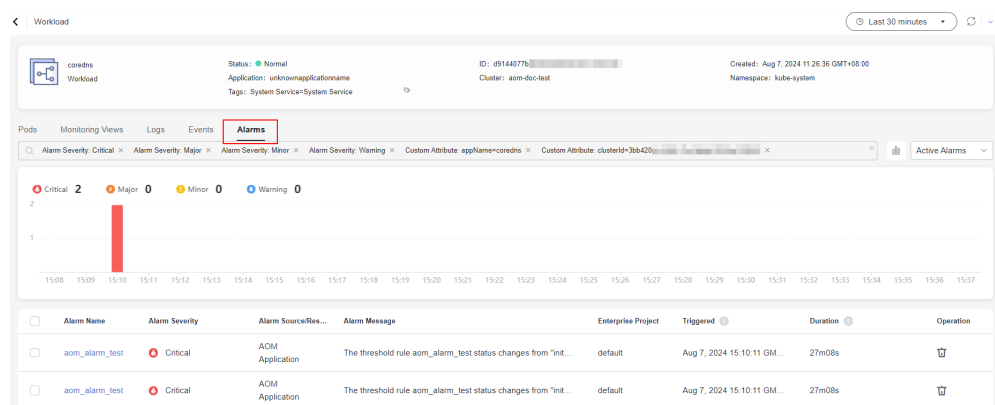 Workload
Last 30 minutes
coredns
Workload
Status: Normal
Application: unknownapplicationname
Tags: System Service=System Service
ID: d9144077b
Cluster: aom-doc-test
Created: Aug 7, 2024 11:26:36 GMT+08:00
Namespace: kube-system
Pods Monitoring Views Logs Events Alarms
Alarm Severity: Critical × Alarm Severity: Major × Alarm Severity: Minor × Alarm Severity: Warning × Custom Attribute: appName=coredns × Custom Attribute: clusterId=3bb420 × Active Alarms
Critical 2 Major 0 Minor 0 Warning 0
2
1
15:08 15:09 15:10 15:11 15:12 15:13 15:14 15:15 15:16 15:17 15:18 15:19 15:20 15:21 15:22 15:23 15:24 15:25 15:26 15:27 15:28 15:29 15:30 15:31 15:32 15:33 15:34 15:35 15:36 15:37
Alarm Name Alarm Severity Alarm Source/Res... Alarm Message Enterprise Project Triggered Duration Operation
aom_alarm_test Critical AOM Application The threshold rule aom_alarm_test status changes from "init... default Aug 7, 2024 15:10:11 GM... 27m08s
aom_alarm_test Critical AOM Application The threshold rule aom_alarm_test status changes from "init... default Aug 7, 2024 15:10:11 GM... 27m08s